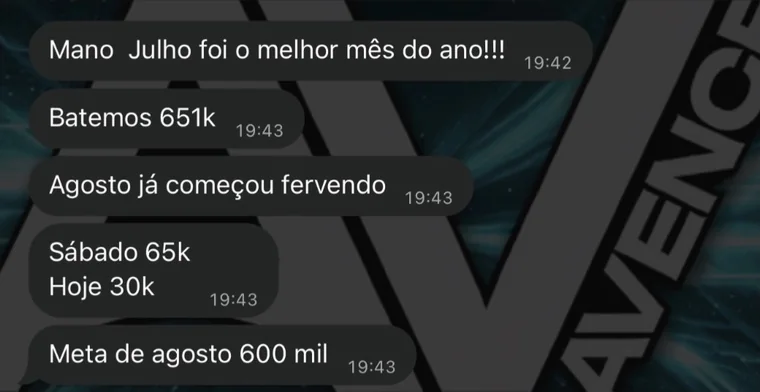 Mano  Julho foi o melhor mês do ano!!! 19:42
Batemos 651k 19:43
Agosto já começou fervendo 19:43
Sábado 65k
Hoje 30k 19:43
Meta de agosto 600 mil 19:43
AVENCE